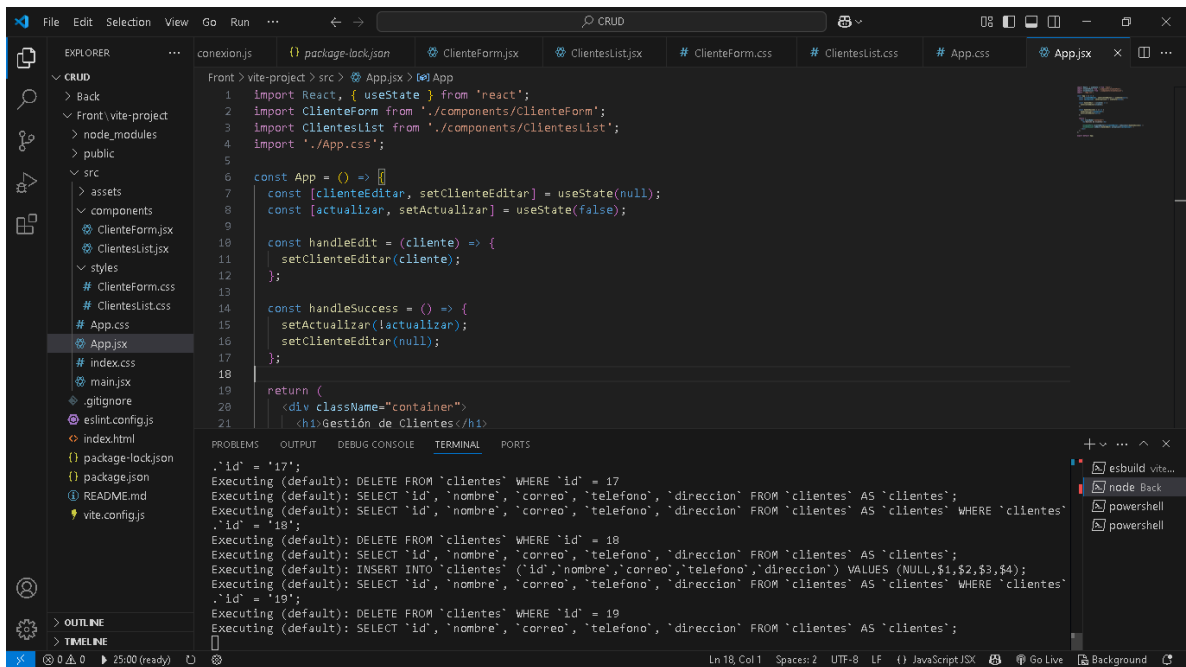 File Edit Selection View Go Run ··· CRUD
EXPLORER ···
conexion.js {} package-lock.json ClienteForm.jsx ClientesList.jsx # ClienteForm.css # ClientesList.css # App.css App.jsx × ···
CRUD
Back
Front\vite-project
node_modules
public
src
assets
components
ClienteForm.jsx
ClientesList.jsx
styles
# ClienteForm.css
# ClientesList.css
# App.css
App.jsx
# index.css
main.jsx
.gitignore
eslint.config.js
<> index.html
{} package-lock.json
{} package.json
README.md
vite.config.js
OUTLINE
TIMELINE
Front > vite-project > src > App.jsx > App
1 import React, { useState } from 'react';
2 import ClienteForm from './components/ClienteForm';
3 import ClientesList from './components/ClientesList';
4 import './App.css';
5
6 const App = () => {
7 const [clienteEditar, setClienteEditar] = useState(null);
8 const [actualizar, setActualizar] = useState(false);
9
10 const handleEdit = (cliente) => {
11 setClienteEditar(cliente);
12 };
13
14 const handleSuccess = () => {
15 setActualizar(!actualizar);
16 setClienteEditar(null);
17 };
18
19 return (
20 <div className="container">
21 <h1>Gestión de Clientes</h1>
PROBLEMS OUTPUT DEBUG CONSOLE TERMINAL PORTS
.`id` = '17';
Executing (default): DELETE FROM `clientes` WHERE `id` = 17
Executing (default): SELECT `id`, `nombre`, `correo`, `telefono`, `direccion` FROM `clientes` AS `clientes`;
Executing (default): SELECT `id`, `nombre`, `correo`, `telefono`, `direccion` FROM `clientes` AS `clientes` WHERE `clientes`
.`id` = '18';
Executing (default): DELETE FROM `clientes` WHERE `id` = 18
Executing (default): SELECT `id`, `nombre`, `correo`, `telefono`, `direccion` FROM `clientes` AS `clientes`;
Executing (default): INSERT INTO `clientes` (`id`,`nombre`,`correo`,`telefono`,`direccion`) VALUES (NULL,$1,$2,$3,$4);
Executing (default): SELECT `id`, `nombre`, `correo`, `telefono`, `direccion` FROM `clientes` AS `clientes` WHERE `clientes`
.`id` = '19';
Executing (default): DELETE FROM `clientes` WHERE `id` = 19
Executing (default): SELECT `id`, `nombre`, `correo`, `telefono`, `direccion` FROM `clientes` AS `clientes`;
esbuild vite...
node Back
powershell
powershell
0 0 25:00 (ready) Ln 18, Col 1 Spaces: 2 UTF-8 LF {} JavaScript JSX Go Live Background